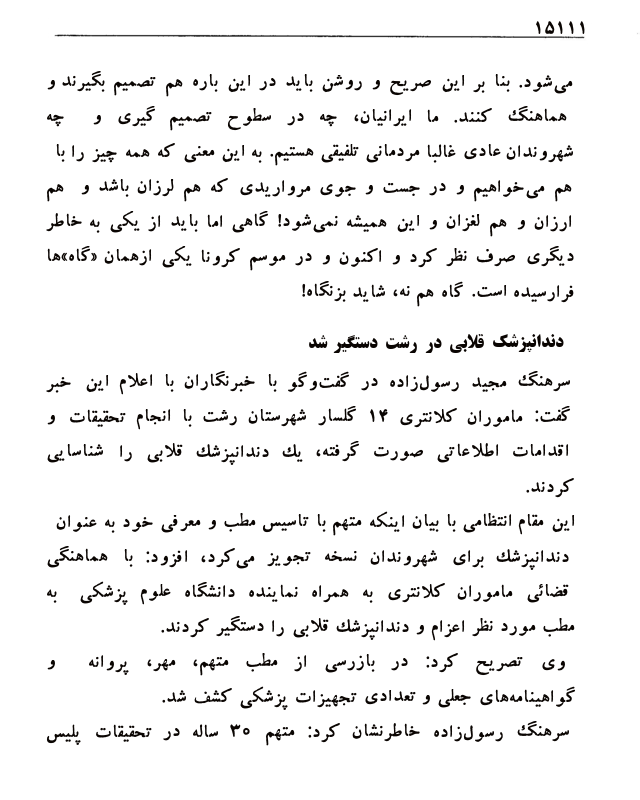 ۱۵۱۱۱
می‌شود. بنا بر این صریح و روشن باید در این باره هم تصمیم بگیرند و
هماهنگ کنند. ما ایرانیان، چه در سطوح تصمیم گیری و چه
شهروندان عادی غالبا مردمانی تلفیقی هستیم. به این معنی که همه چیز را با
هم می‌خواهیم و در جست و جوی مرواریدی که هم لرزان باشد و هم
ارزان و هم لغزان و این همیشه نمی‌شود! گاهی اما باید از یکی به خاطر
دیگری صرف نظر کرد و اکنون و در موسم کرونا یکی ازهمان «گاه»ها
فرارسیده است. گاه هم نه، شاید بزنگاه!
دندانپزشک قلابی در رشت دستگیر شد
سرهنگ مجید رسول‌زاده در گفت‌وگو با خبرنگاران با اعلام این خبر
گفت: ماموران کلانتری ۱۴ گلسار شهرستان رشت با انجام تحقیقات و
اقدامات اطلاعاتی صورت گرفته، یك دندانپزشك قلابی را شناسایی
کردند.
این مقام انتظامی با بیان اینکه متهم با تاسیس مطب و معرفی خود به عنوان
دندانپزشك برای شهروندان نسخه تجویز می‌کرد، افزود: با هماهنگی
قضائی ماموران کلانتری به همراه نماینده دانشگاه علوم پزشکی به
مطب مورد نظر اعزام و دندانپزشك قلابی را دستگیر کردند.
وی تصریح کرد: در بازرسی از مطب متهم، مهر، پروانه و
گواهینامه‌های جعلی و تعدادی تجهیزات پزشکی کشف شد.
سرهنگ رسول‌زاده خاطرنشان کرد: متهم ۳۰ ساله در تحقیقات پلیس